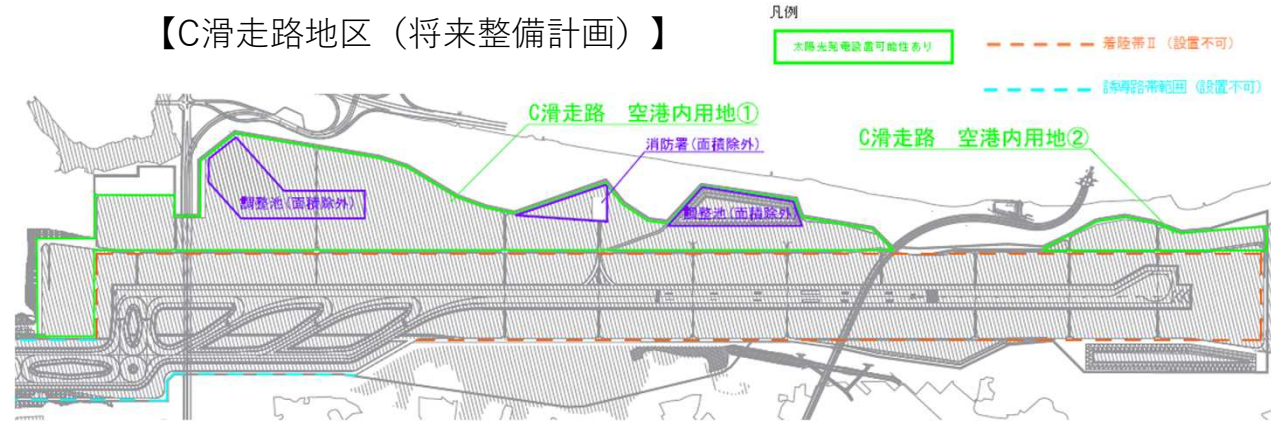 【C滑走路地区（将来整備計画）】
凡例
太陽光発電設置可能性あり
着陸帯Ⅱ（設置不可）
誘導路帯範囲（設置不可）
C滑走路　空港内用地①
消防署(面積除外)
C滑走路　空港内用地②
調整池(面積除外)
調整池(面積除外